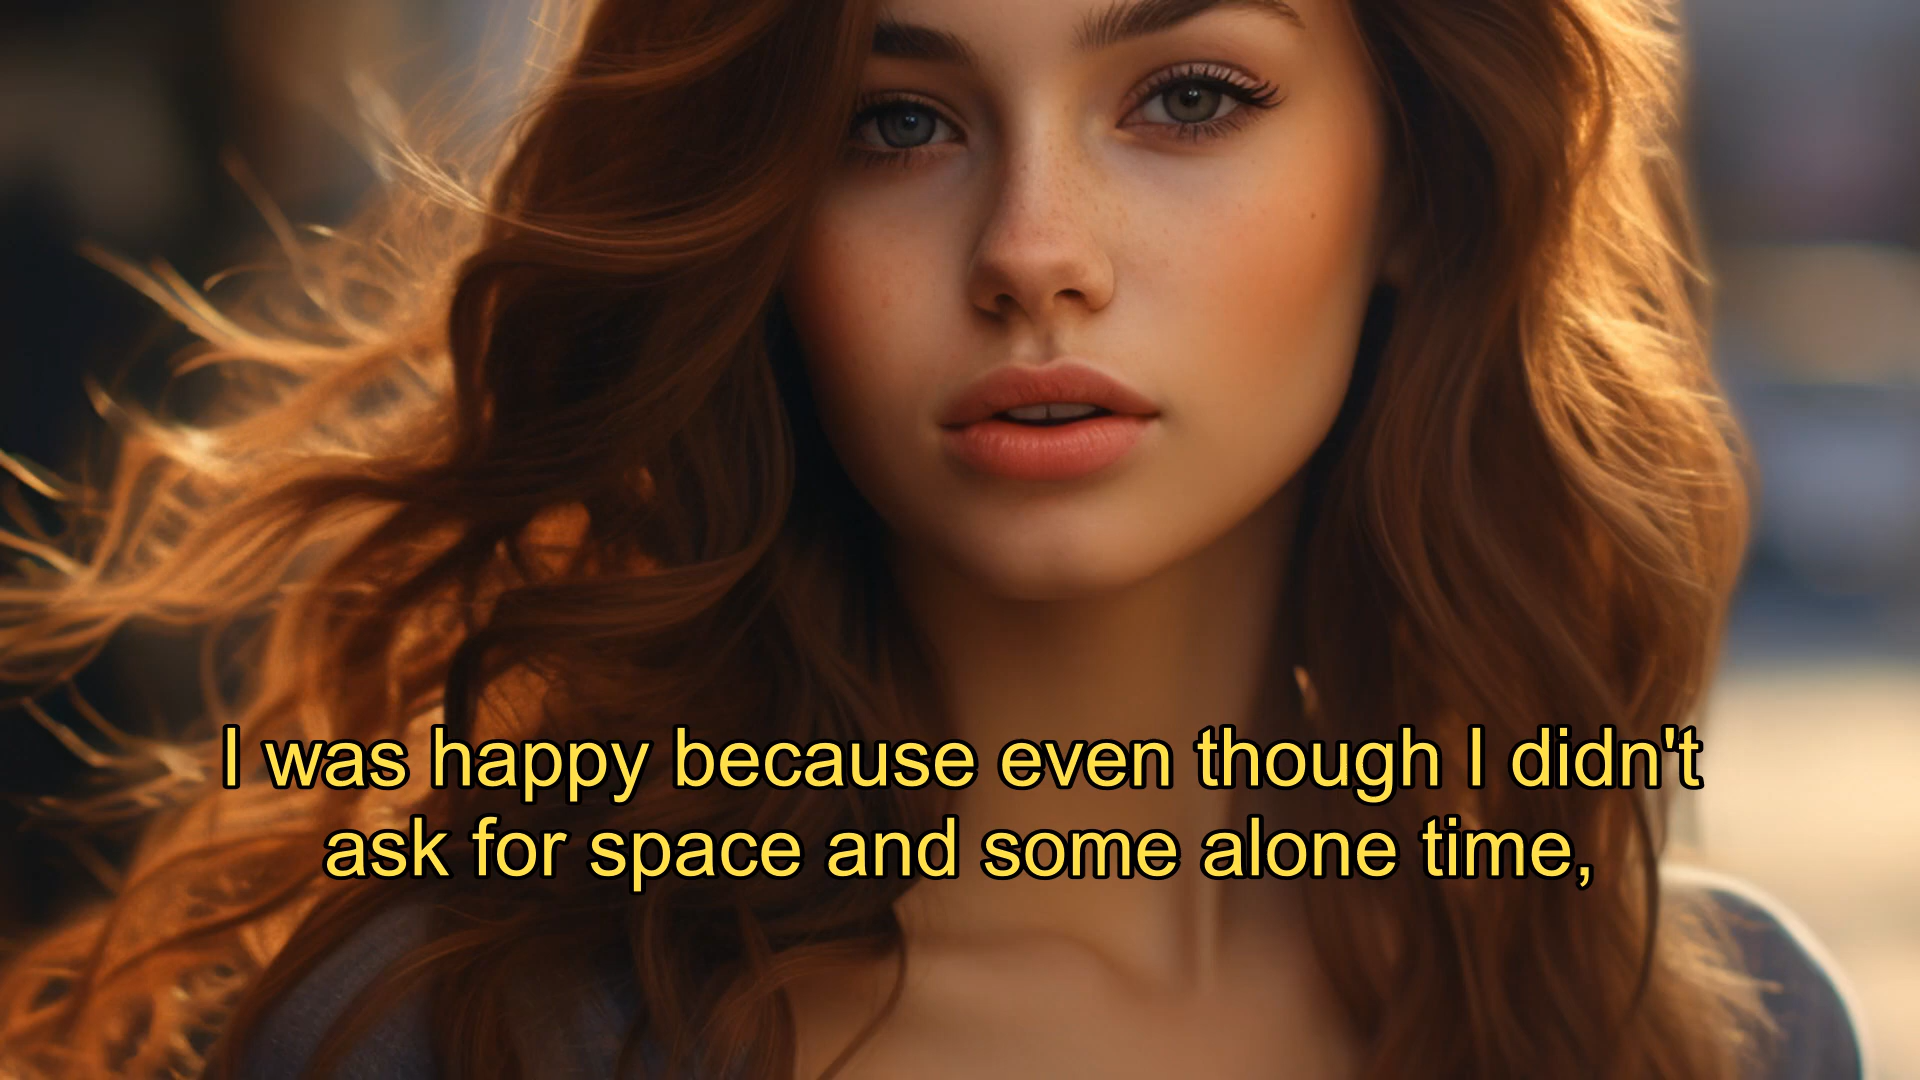 I was happy because even though I didn't
ask for space and some alone time,